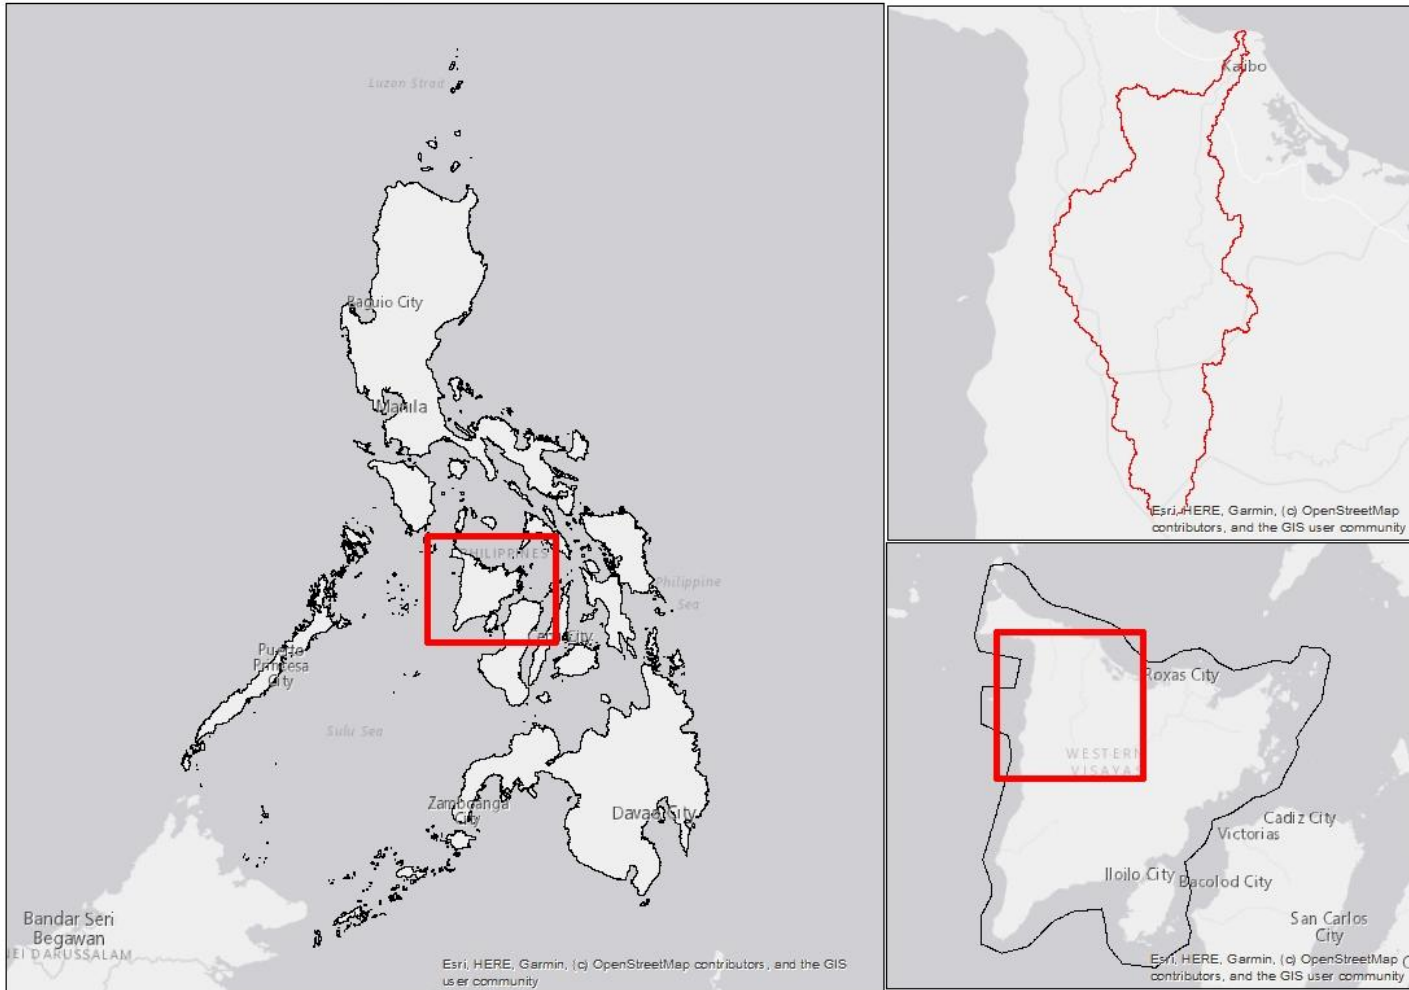 Luzon Strait
Baguio City
Manila
PHILIPPINES
Philippine
Sea
Cebu City
Puerto
Princesa
City
Sulu Sea
Zamboanga
City
Davao City
Bandar Seri
Begawan
NEI DARUSSALAM
Esri, HERE, Garmin, (c) OpenStreetMap contributors, and the GIS
user community
Kalibo
Esri, HERE, Garmin, (c) OpenStreetMap
contributors, and the GIS user community
Roxas City
WESTERN
VISAYAS
Cadiz City
Victorias
Iloilo City
Bacolod City
San Carlos
City
Esri, HERE, Garmin, (c) OpenStreetMap
contributors, and the GIS user community